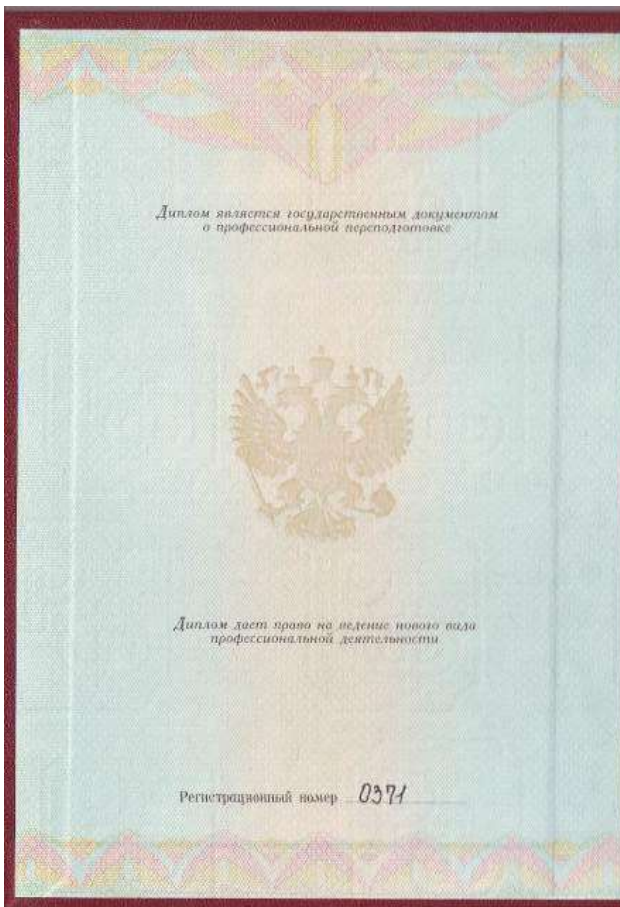 Диплом является государственным документом
о профессиональной переподготовке
Диплом дает право на ведение нового вида
профессиональной деятельности
Регистрационный номер 0371